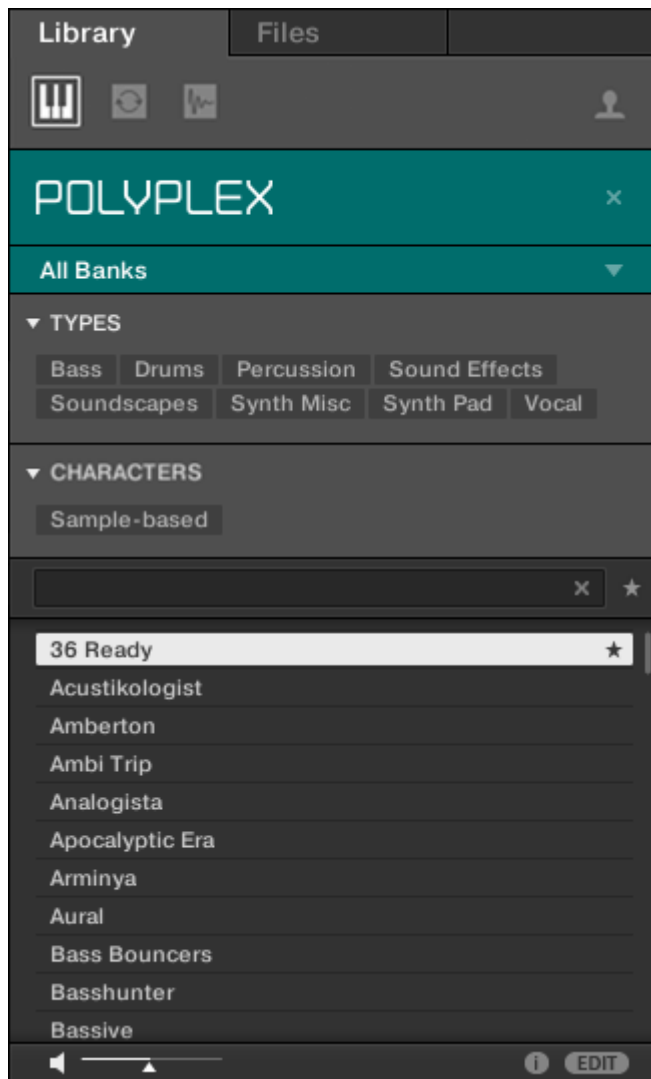 Library Files
POLYPLEX
All Banks
TYPES
Bass Drums Percussion Sound Effects
Soundscapes Synth Misc Synth Pad Vocal
CHARACTERS
Sample-based
36 Ready
Acustikologist
Amberton
Ambi Trip
Analogista
Apocalyptic Era
Arminya
Aural
Bass Bouncers
Basshunter
Bassive
i EDIT